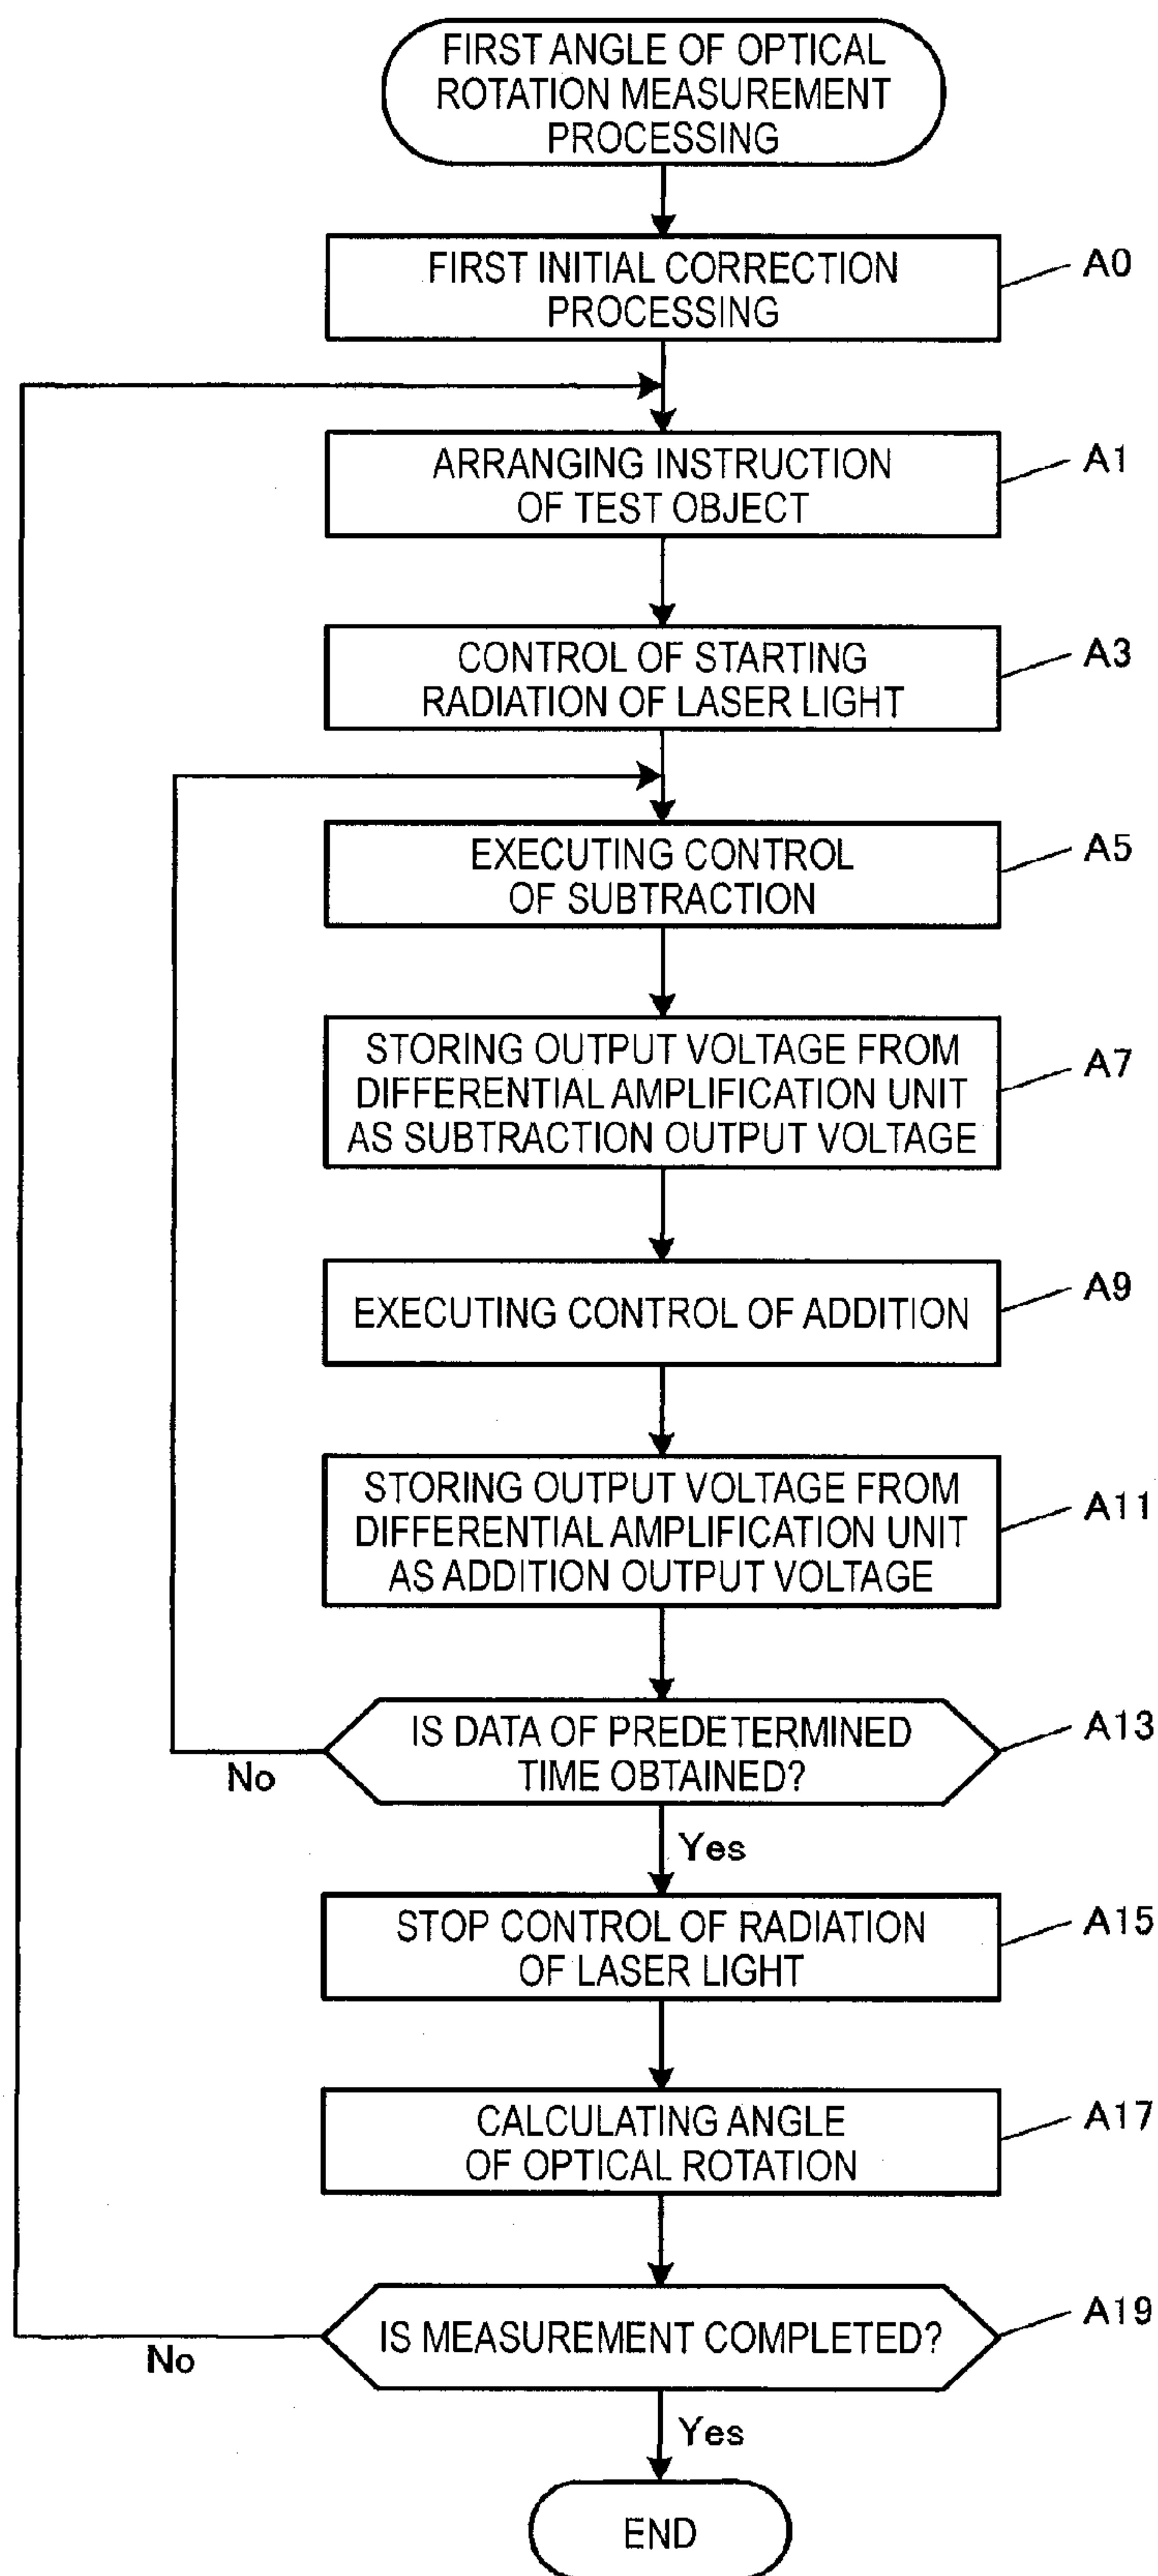 FIRST ANGLE OF OPTICAL
ROTATION MEASUREMENT
PROCESSING
FIRST INITIAL CORRECTION
PROCESSING
A0
ARRANGING INSTRUCTION
OF TEST OBJECT
A1
CONTROL OF STARTING
RADIATION OF LASER LIGHT
A3
EXECUTING CONTROL
OF SUBTRACTION
A5
STORING OUTPUT VOLTAGE FROM
DIFFERENTIAL AMPLIFICATION UNIT
AS SUBTRACTION OUTPUT VOLTAGE
A7
EXECUTING CONTROL OF ADDITION
A9
STORING OUTPUT VOLTAGE FROM
DIFFERENTIAL AMPLIFICATION UNIT
AS ADDITION OUTPUT VOLTAGE
A11
IS DATA OF PREDETERMINED
TIME OBTAINED?
A13
No
Yes
STOP CONTROL OF RADIATION
OF LASER LIGHT
A15
CALCULATING ANGLE
OF OPTICAL ROTATION
A17
IS MEASUREMENT COMPLETED?
A19
No
Yes
END